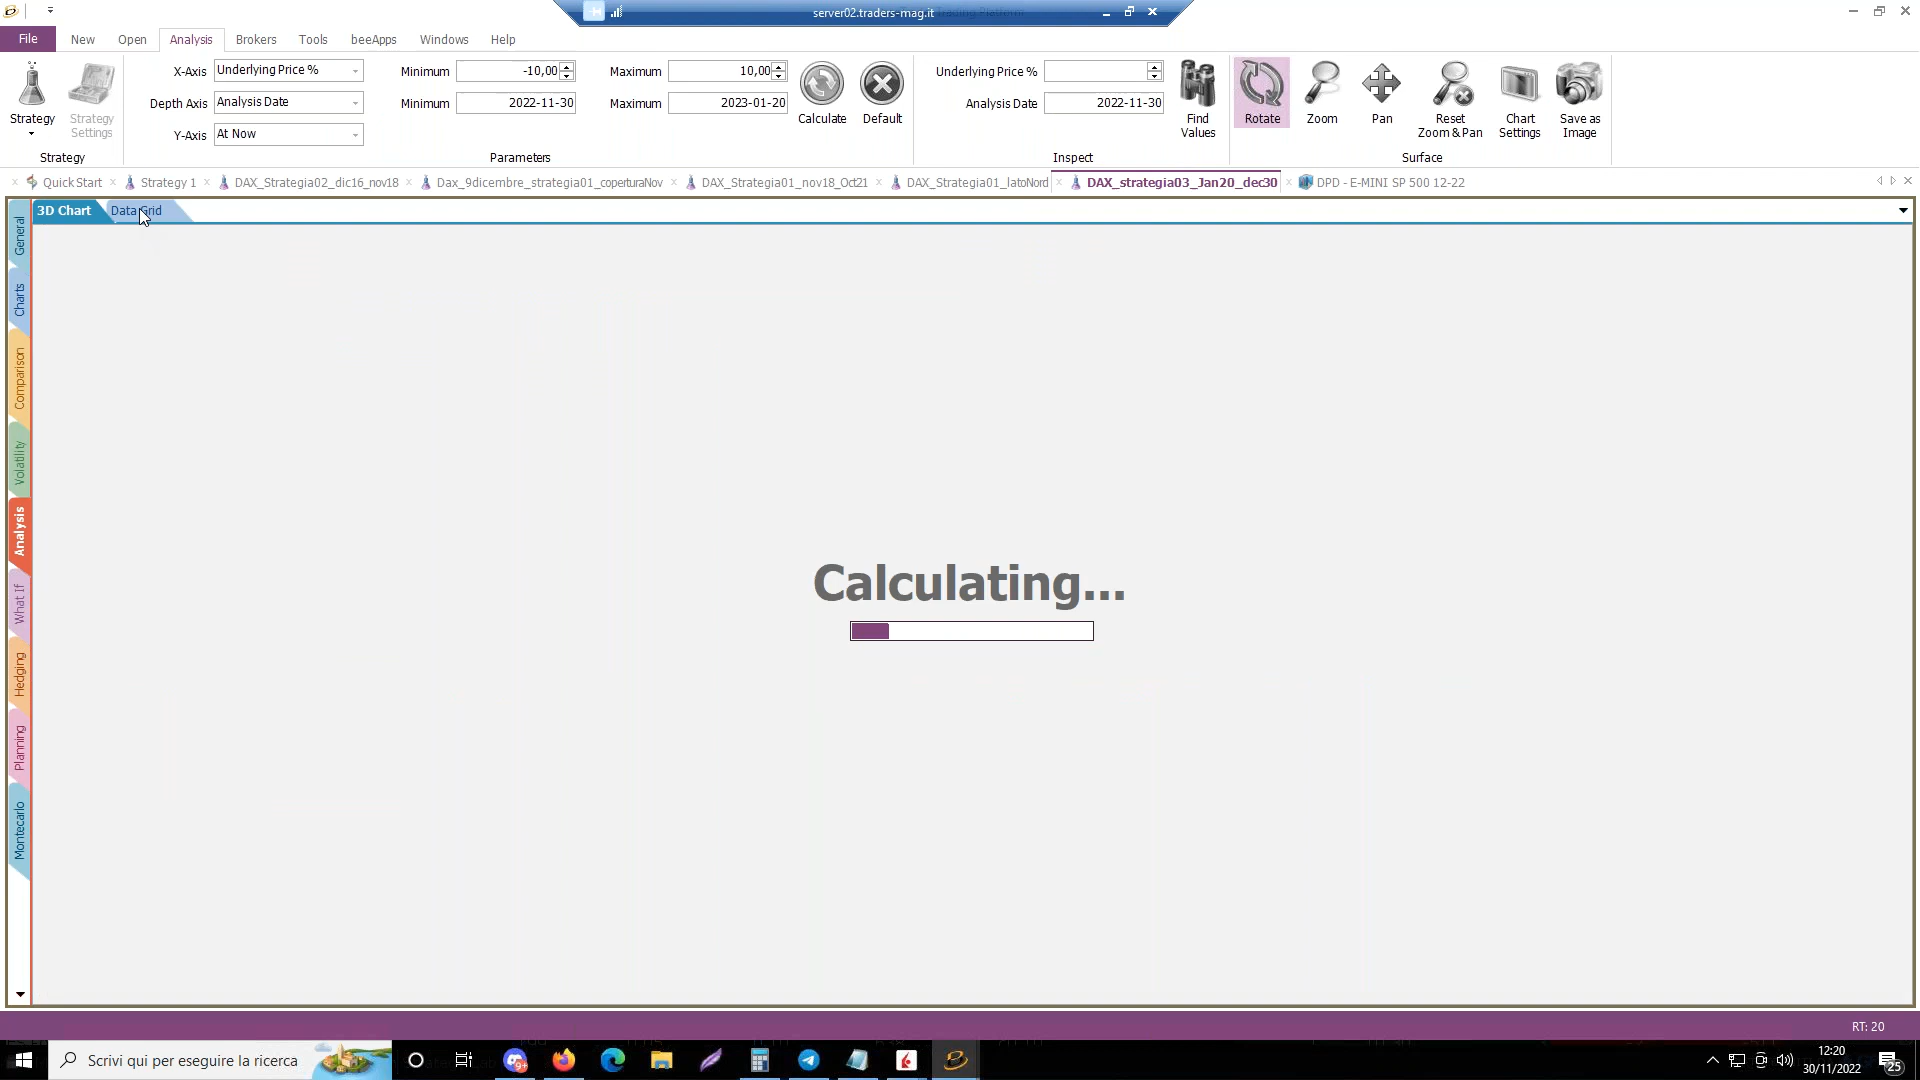 server02.traders-mag.it Trading Platform
File New Open Analysis Brokers Tools beeApps Windows Help
X-Axis Underlying Price % Minimum -10,00 Maximum 10,00 Underlying Price %
Depth Axis Analysis Date Minimum 2022-11-30 Maximum 2023-01-20 Analysis Date 2022-11-30
Y-Axis At Now
Strategy
Strategy Settings
Calculate Default
Find Values
Rotate Zoom Pan
Reset Zoom & Pan
Chart Settings
Save as Image
Strategy Parameters Inspect Surface
Quick Start Strategy 1 DAX_Strategia02_dic16_nov18 Dax_9dicembre_strategia01_coperturaNov DAX_Strategia01_nov18_Oct21 DAX_Strategia01_latoNord DAX_strategia03_Jan20_dec30 DPD - E-MINI SP 500 12-22
3D Chart Data Grid
General
Charts
Comparison
Volatility
Analysis
What If
Hedging
Planning
Montecarlo
Calculating...
RT: 20
Scrivi qui per eseguire la ricerca
9+
12:20
30/11/2022
25